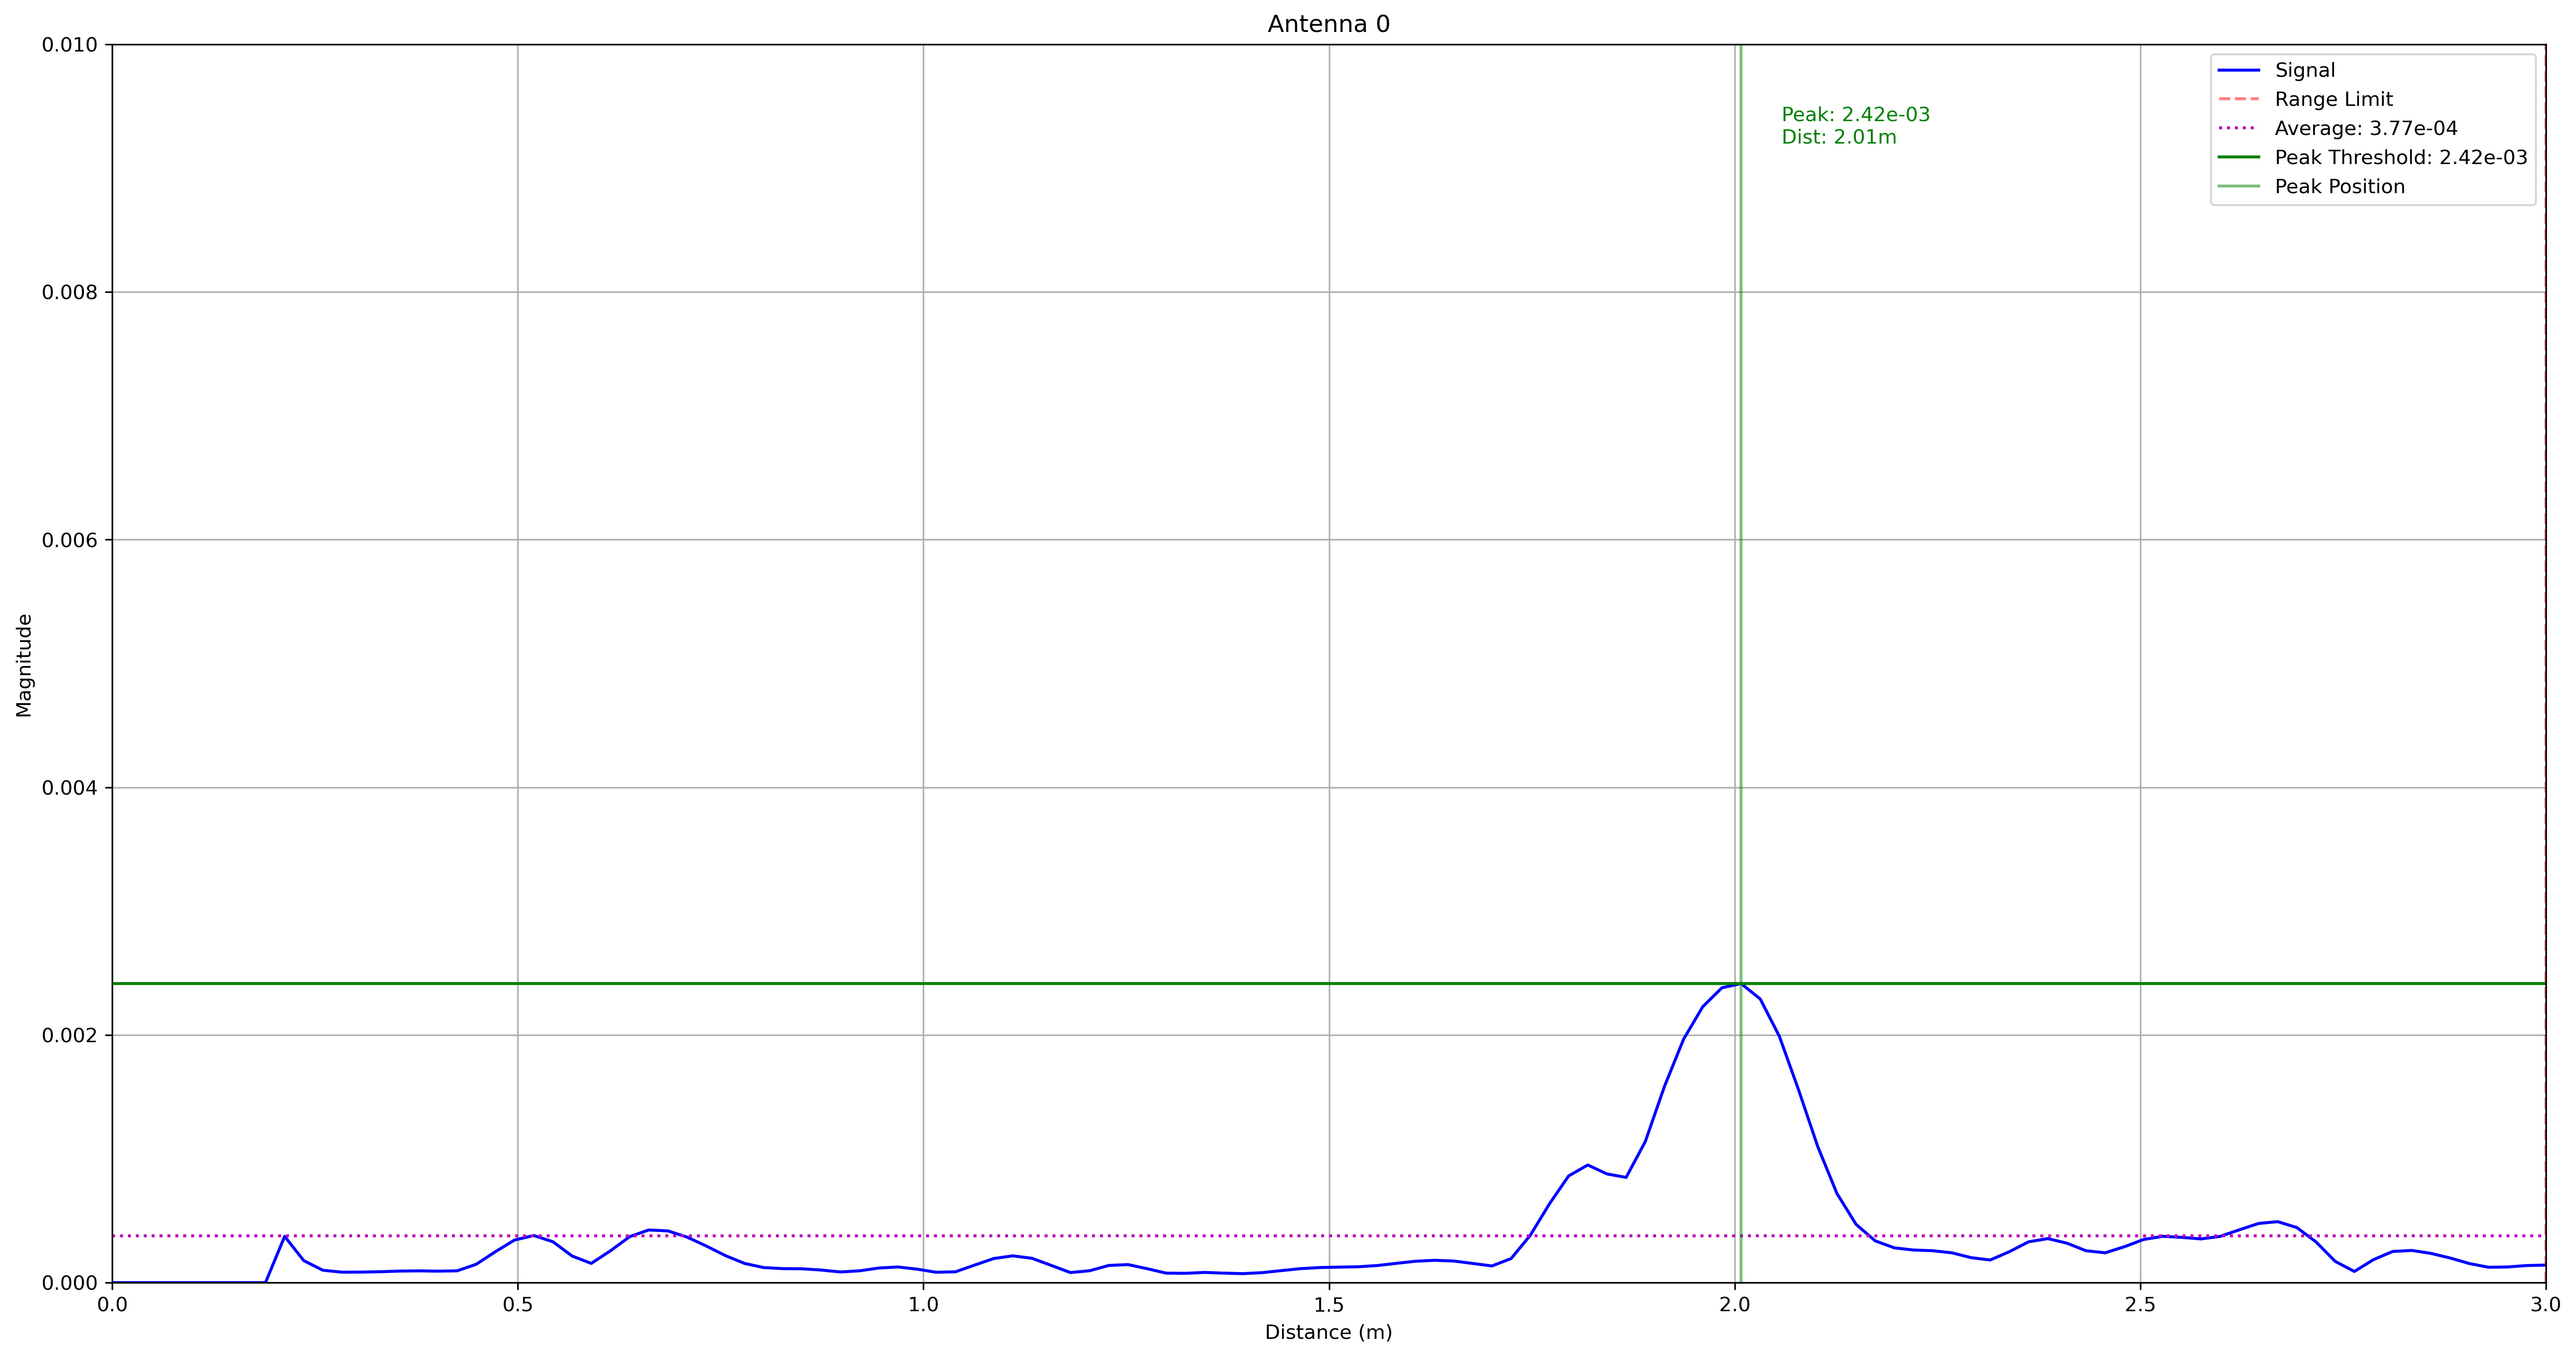 Antenna 0
0.010
0.008
0.006
0.004
0.002
0.000
Magnitude
Peak: 2.42e-03
Dist: 2.01m
Signal
Range Limit
Average: 3.77e-04
Peak Threshold: 2.42e-03
Peak Position
0.0 0.5 1.0 1.5 2.0 2.5 3.0
Distance (m)